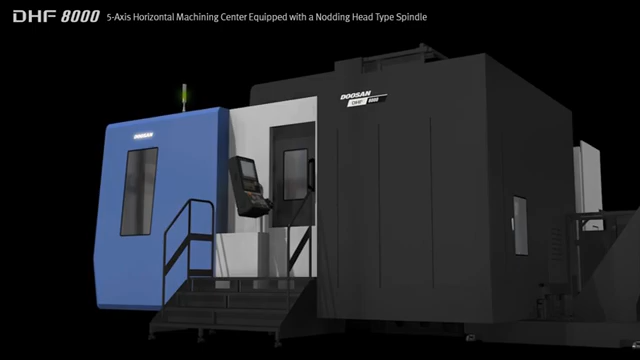 DHF 8000 5-Axis Horizontal Machining Center Equipped with a Nodding Head Type Spindle
DOOSAN
DHF 8000
DOOSAN